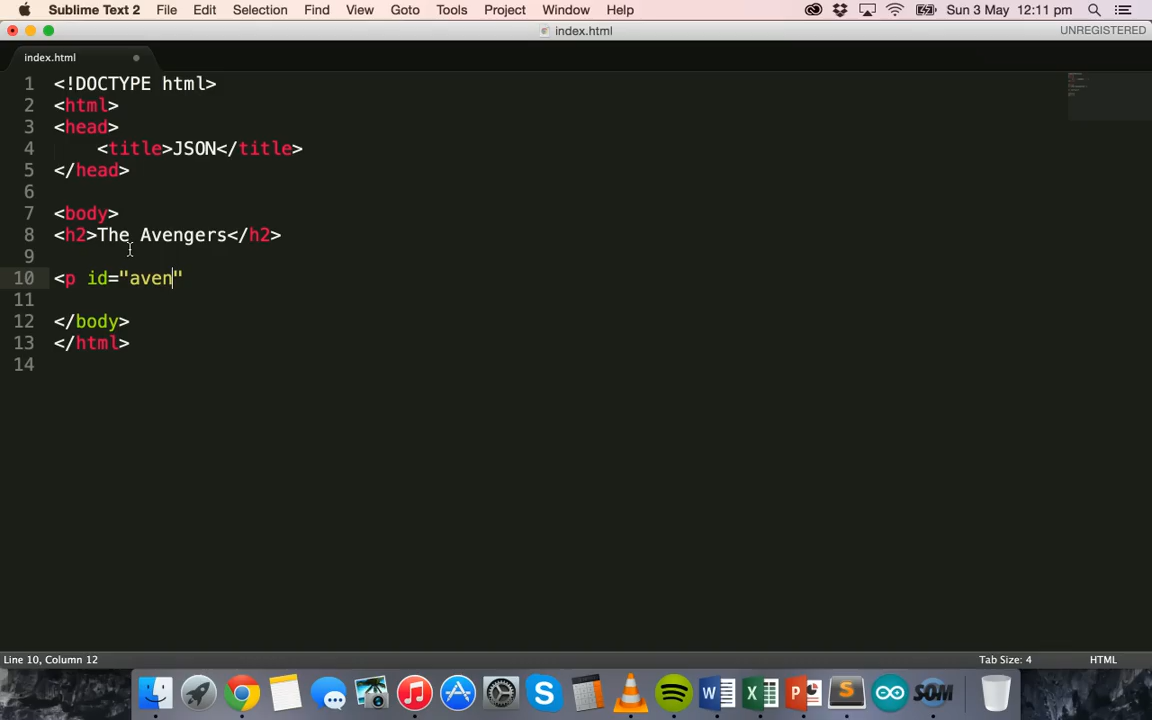 Sublime Text 2 File Edit Selection Find View Goto Tools Project Window Help Sun 3 May 12:11 pm
index.html UNREGISTERED
index.html
1 <!DOCTYPE html>
2 <html>
3 <head>
4 <title>JSON</title>
5 </head>
6
7 <body>
8 <h2>The Avengers</h2>
9
10 <p id="aven"
11
12 </body>
13 </html>
14
Line 10, Column 12 Tab Size: 4 HTML
SOM